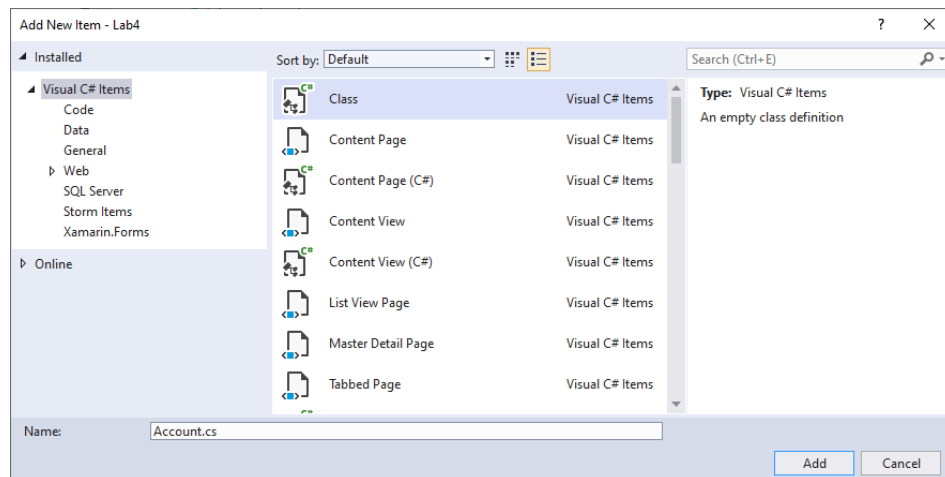 Add New Item - Lab4
? X
Installed
Visual C# Items
Code
Data
General
Web
SQL Server
Storm Items
Xamarin.Forms
Online
Sort by: Default
C# Class Visual C# Items
Content Page Visual C# Items
C# Content Page (C#) Visual C# Items
Content View Visual C# Items
C# Content View (C#) Visual C# Items
List View Page Visual C# Items
Master Detail Page Visual C# Items
Tabbed Page Visual C# Items
Search (Ctrl+E)
Type: Visual C# Items
An empty class definition
Name: Account.cs
Add Cancel